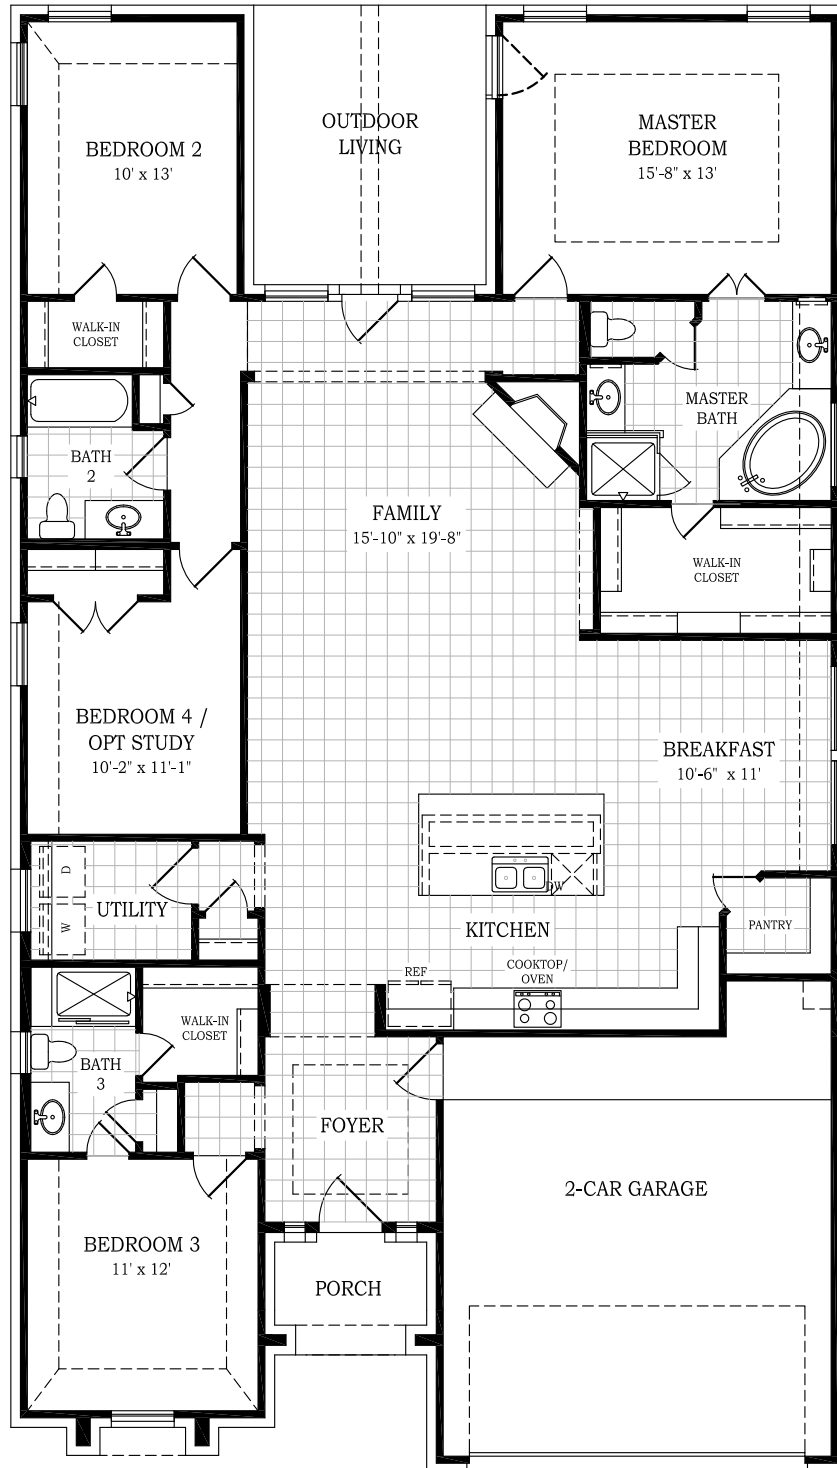 BEDROOM 2
10' x 13'
OUTDOOR
LIVING
MASTER
BEDROOM
15'-8" x 13'
WALK-IN
CLOSET
MASTER
BATH
BATH
2
FAMILY
15'-10" x 19'-8"
WALK-IN
CLOSET
BEDROOM 4 /
OPT STUDY
10'-2" x 11'-1"
BREAKFAST
10'-6" x 11'
D
W
UTILITY
DW
KITCHEN
PANTRY
REF
COOKTOP/
OVEN
WALK-IN
CLOSET
BATH
3
FOYER
2-CAR GARAGE
BEDROOM 3
11' x 12'
PORCH